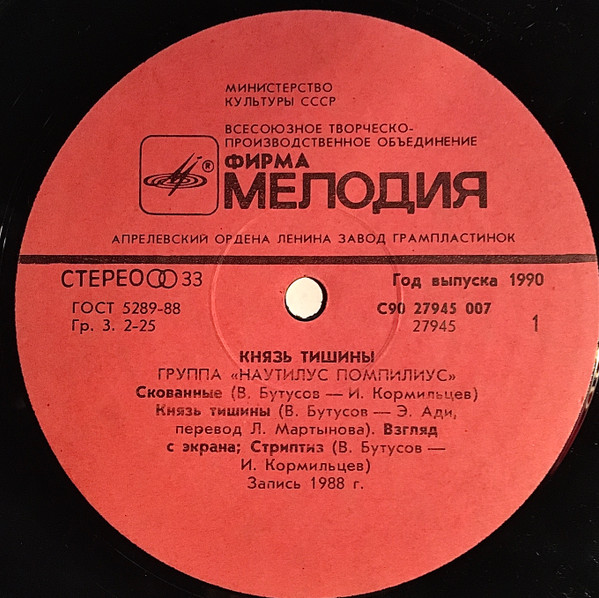 МИНИСТЕРСТВО
КУЛЬТУРЫ СССР
ВСЕСОЮЗНОЕ ТВОРЧЕСКО-
ПРОИЗВОДСТВЕННОЕ ОБЪЕДИНЕНИЕ
®
ФИРМА
МЕЛОДИЯ
АПРЕЛЕВСКИЙ ОРДЕНА ЛЕНИНА ЗАВОД ГРАМПЛАСТИНОК
СТЕРЕО 33
Год выпуска 1990
ГОСТ 5289-88
С90 27945 007
Гр. 3. 2-25
27945
1
КНЯЗЬ ТИШИНЫ
ГРУППА «НАУТИЛУС ПОМПИЛИУС»
Скованные (В. Бутусов — И. Кормильцев)
Князь тишины (В. Бутусов — Э. Ади,
перевод Л. Мартынова). Взгляд
с экрана; Стриптиз (В. Бутусов —
И. Кормильцев)
Запись 1988 г.